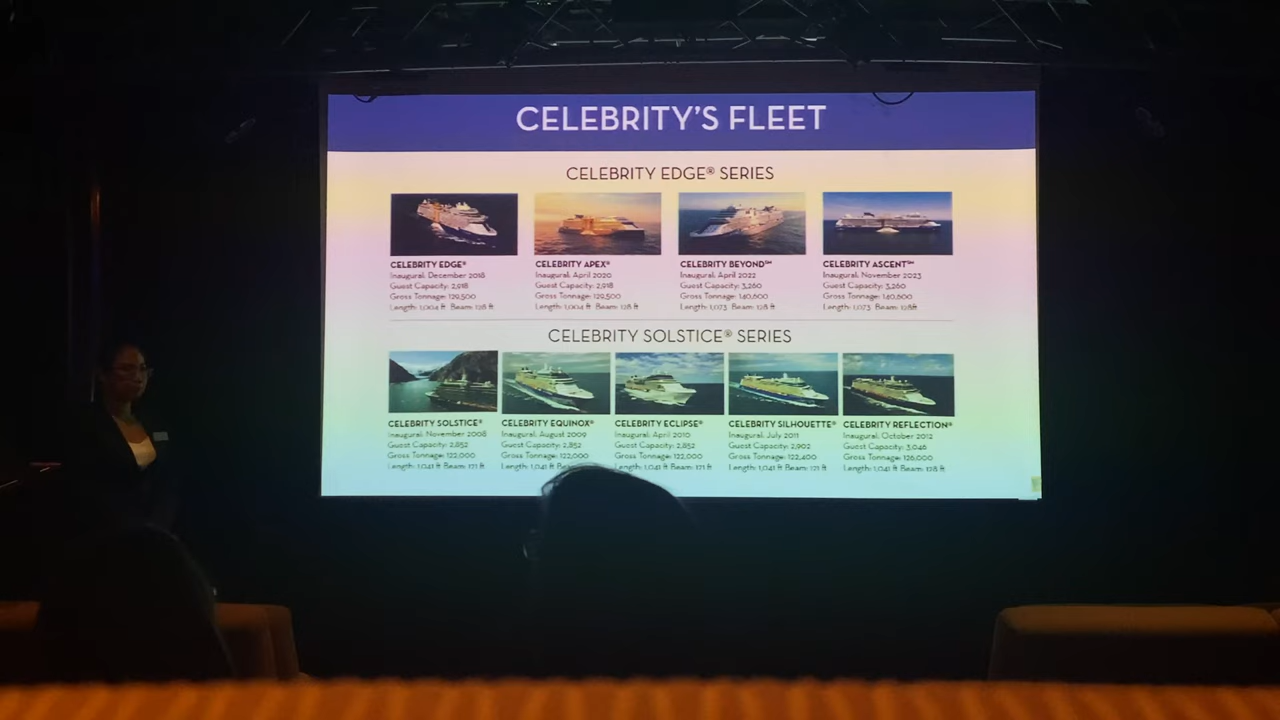 CELEBRITY'S FLEET
CELEBRITY EDGE® SERIES
CELEBRITY EDGE®
Inaugural: December 2018
Guest Capacity: 2,918
Gross Tonnage: 129,500
Length: 1,004 ft Beam: 128 ft
CELEBRITY APEX®
Inaugural: April 2020
Guest Capacity: 2,918
Gross Tonnage: 129,500
Length: 1,004 ft Beam: 128 ft
CELEBRITY BEYOND℠
Inaugural: April 2022
Guest Capacity: 3,260
Gross Tonnage: 140,600
Length: 1,073 Beam: 128 ft
CELEBRITY ASCENT℠
Inaugural: November 2023
Guest Capacity: 3,260
Gross Tonnage: 140,600
Length: 1,073 Beam: 128ft
CELEBRITY SOLSTICE® SERIES
CELEBRITY SOLSTICE®
Inaugural: November 2008
Guest Capacity: 2,852
Gross Tonnage: 122,000
Length: 1,041 ft Beam: 121 ft
CELEBRITY EQUINOX®
Inaugural: August 2009
Guest Capacity: 2,852
Gross Tonnage: 122,000
Length: 1,041 ft
CELEBRITY ECLIPSE®
Inaugural: April 2010
Guest Capacity: 2,852
Gross Tonnage: 122,000
Beam: 121 ft
CELEBRITY SILHOUETTE®
Inaugural: July 2011
Guest Capacity: 2,902
Gross Tonnage: 122,400
Length: 1,041 ft Beam: 121 ft
CELEBRITY REFLECTION®
Inaugural: October 2012
Guest Capacity: 3,046
Gross Tonnage: 126,000
Length: 1,041 ft Beam: 128 ft